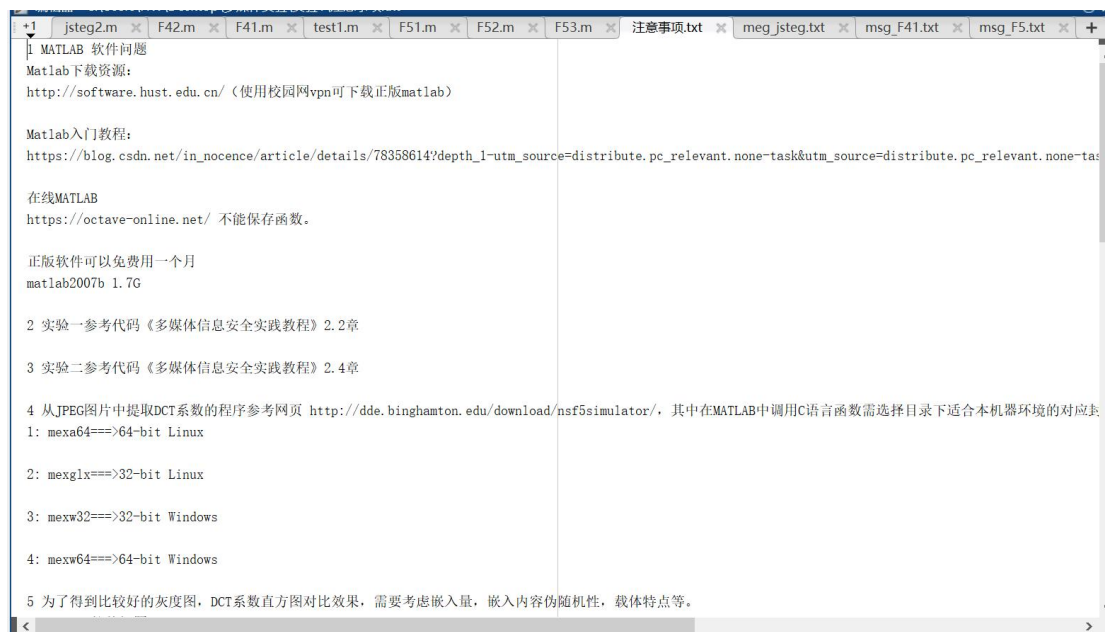 +1 jsteg2.m × F42.m × F41.m × test1.m × F51.m × F52.m × F53.m × 注意事项.txt × meg_jsteg.txt × msg_F41.txt × msg_F5.txt × +
1 MATLAB 软件问题
Matlab下载资源:
http://software.hust.edu.cn/（使用校园网vpn可下载正版matlab）
Matlab入门教程:
https://blog.csdn.net/in_nocence/article/details/78358614?depth_1-utm_source=distribute.pc_relevant.none-task&utm_source=distribute.pc_relevant.none-tas
在线MATLAB
https://octave-online.net/ 不能保存函数。
正版软件可以免费用一个月
matlab2007b 1.7G
2 实验一参考代码《多媒体信息安全实践教程》2.2章
3 实验二参考代码《多媒体信息安全实践教程》2.4章
4 从JPEG图片中提取DCT系数的程序参考网页 http://dde.binghamton.edu/download/nsf5simulator/，其中在MATLAB中调用C语言函数需选择目录下适合本机器环境的对应封
1: mexa64===>64-bit Linux
2: mexglx===>32-bit Linux
3: mexw32===>32-bit Windows
4: mexw64===>64-bit Windows
5 为了得到比较好的灰度图，DCT系数直方图对比效果，需要考虑嵌入量，嵌入内容伪随机性，载体特点等。